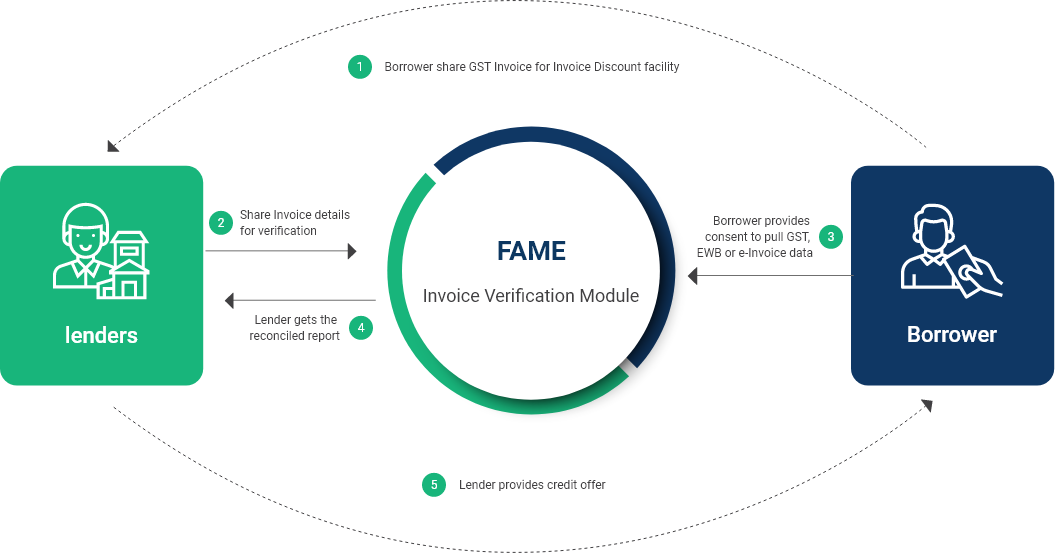 1 Borrower share GST Invoice for Invoice Discount facility
2 Share Invoice details
for verification
Borrower provides
consent to pull GST, 3
EWB or e-Invoice data
FAME
Invoice Verification Module
Lender gets the
reconciled report 4
lenders
Borrower
5 Lender provides credit offer